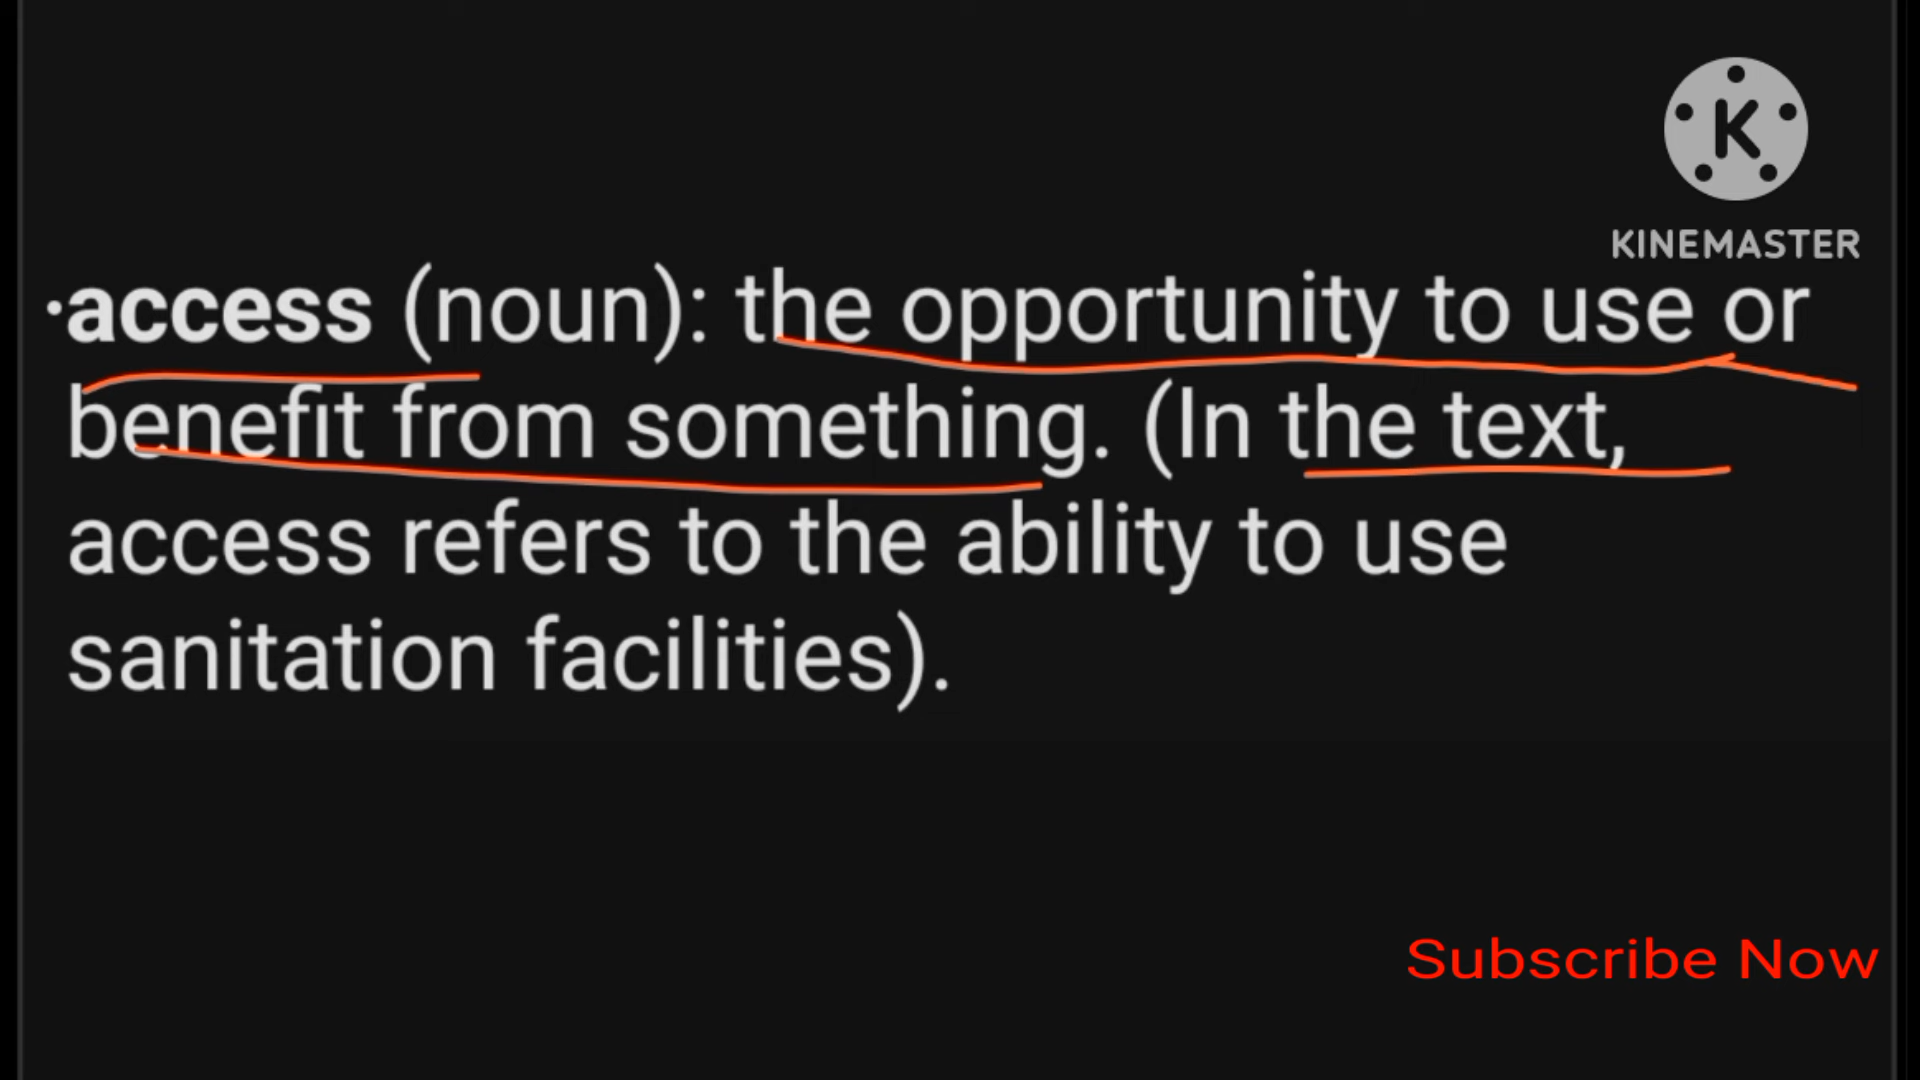 K
KINEMASTER
·access (noun): the opportunity to use or
benefit from something. (In the text,
access refers to the ability to use
sanitation facilities).
Subscribe Now